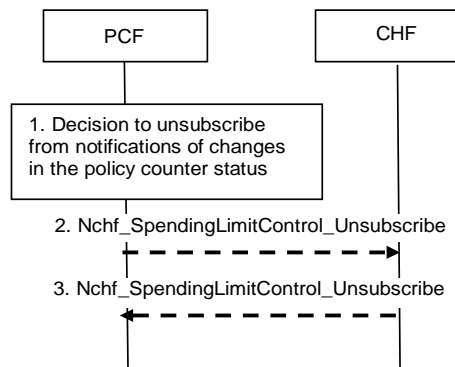 PCF
CHF
1. Decision to unsubscribe
from notifications of changes
in the policy counter status
2. Nchf_SpendingLimitControl_Unsubscribe
3. Nchf_SpendingLimitControl_Unsubscribe